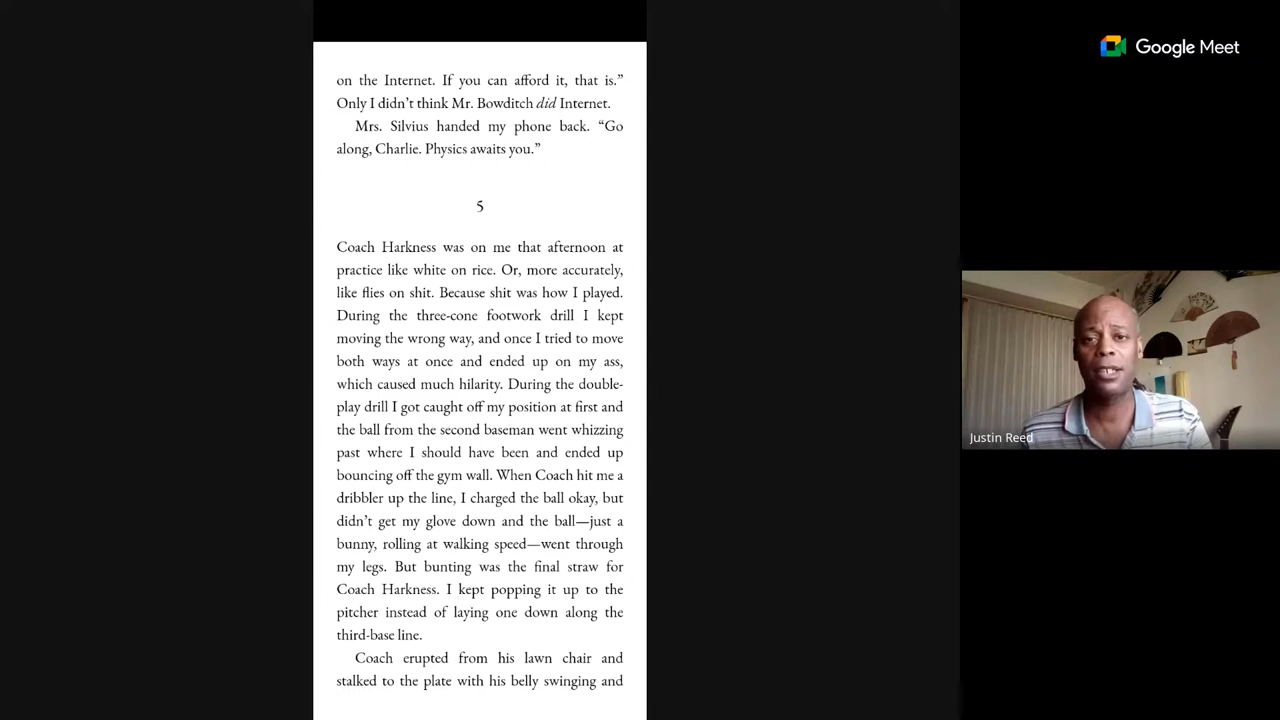 on the Internet. If you can afford it, that is.”
Only I didn’t think Mr. Bowditch did Internet.
Mrs. Silvius handed my phone back. “Go
along, Charlie. Physics awaits you.”
5
Coach Harkness was on me that afternoon at
practice like white on rice. Or, more accurately,
like flies on shit. Because shit was how I played.
During the three-cone footwork drill I kept
moving the wrong way, and once I tried to move
both ways at once and ended up on my ass,
which caused much hilarity. During the double-
play drill I got caught off my position at first and
the ball from the second baseman went whizzing
past where I should have been and ended up
bouncing off the gym wall. When Coach hit me a
dribbler up the line, I charged the ball okay, but
didn’t get my glove down and the ball—just a
bunny, rolling at walking speed—went through
my legs. But bunting was the final straw for
Coach Harkness. I kept popping it up to the
pitcher instead of laying one down along the
third-base line.
Coach erupted from his lawn chair and
stalked to the plate with his belly swinging and
Google Meet
Justin Reed